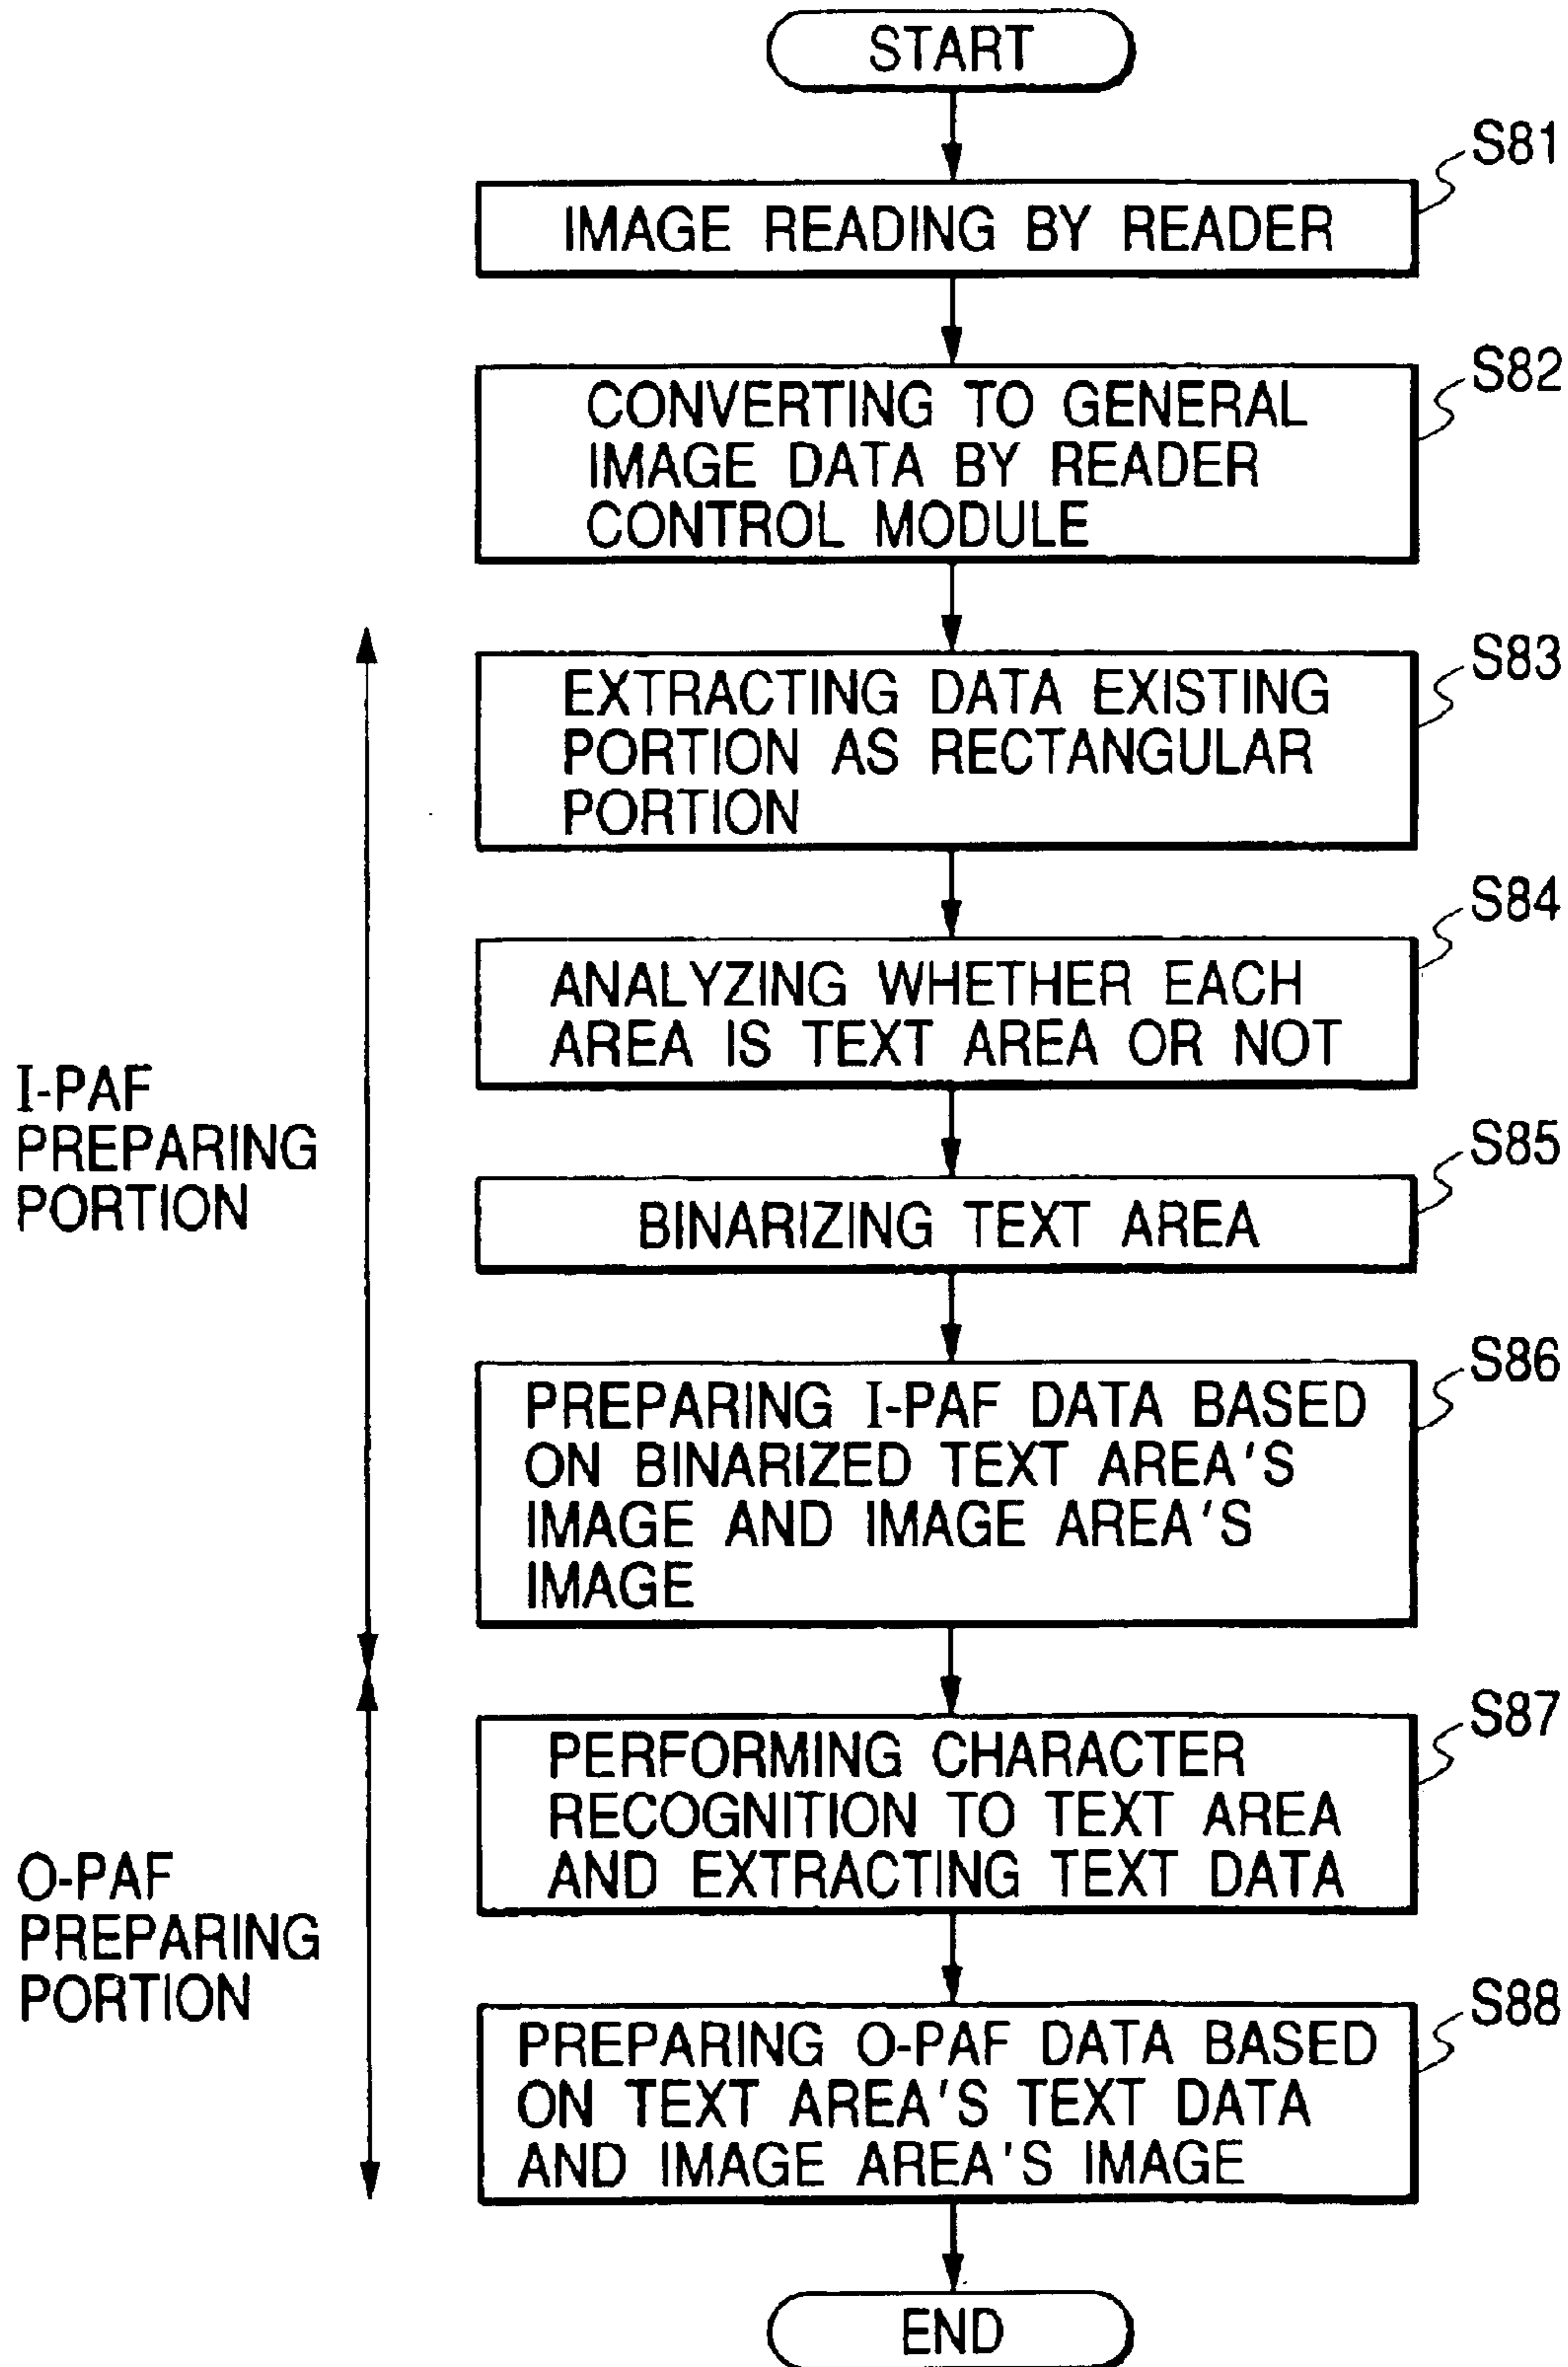 START
S81
IMAGE READING BY READER
S82
CONVERTING TO GENERAL
IMAGE DATA BY READER
CONTROL MODULE
S83
EXTRACTING DATA EXISTING
PORTION AS RECTANGULAR
PORTION
S84
ANALYZING WHETHER EACH
AREA IS TEXT AREA OR NOT
I-PAF
PREPARING
PORTION
S85
BINARIZING TEXT AREA
S86
PREPARING I-PAF DATA BASED
ON BINARIZED TEXT AREA'S
IMAGE AND IMAGE AREA'S
IMAGE
S87
PERFORMING CHARACTER
RECOGNITION TO TEXT AREA
AND EXTRACTING TEXT DATA
O-PAF
PREPARING
PORTION
S88
PREPARING O-PAF DATA BASED
ON TEXT AREA'S TEXT DATA
AND IMAGE AREA'S IMAGE
END